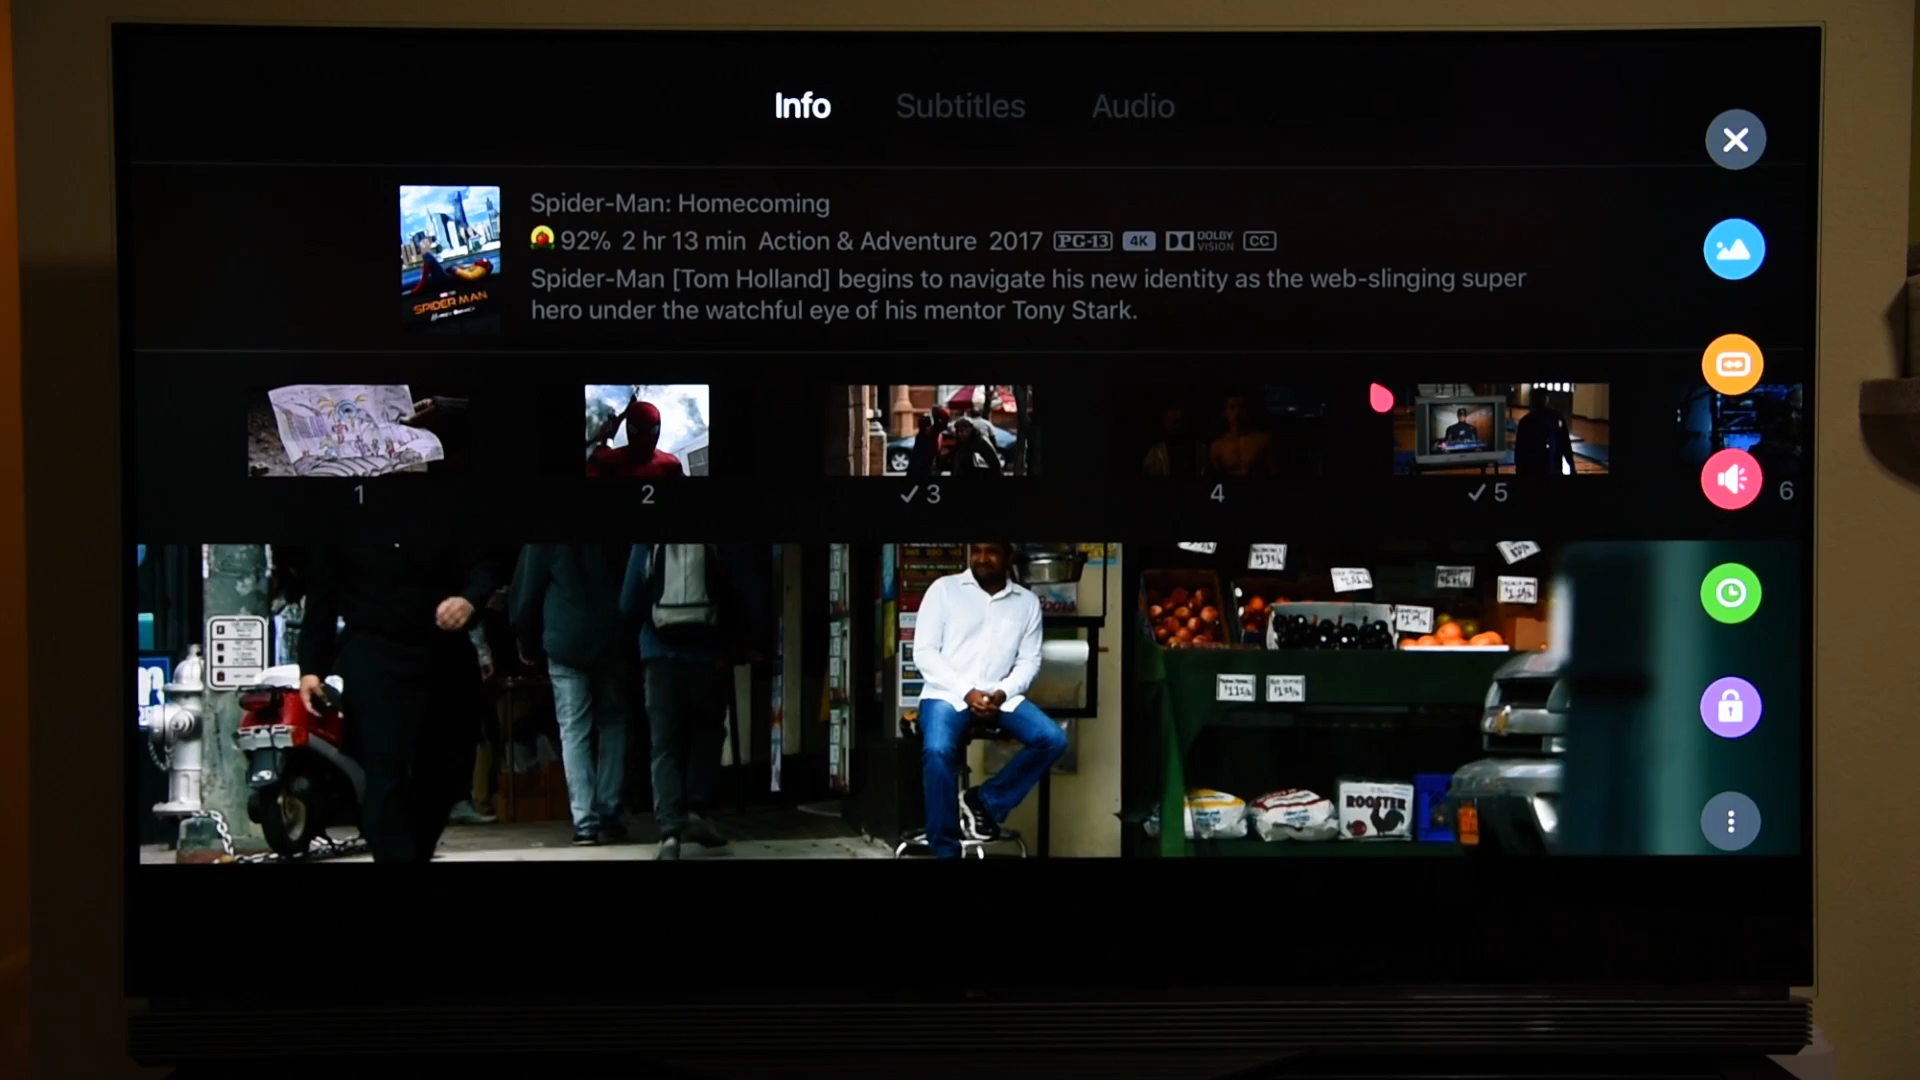 Info Subtitles Audio
Spider-Man: Homecoming
92% 2 hr 13 min Action & Adventure 2017 PG-13 4K DOLBY VISION CC
Spider-Man [Tom Holland] begins to navigate his new identity as the web-slinging super
hero under the watchful eye of his mentor Tony Stark.
SPIDER-MAN
1 2 ✓ 3 4 ✓ 5 6
ROOSTER